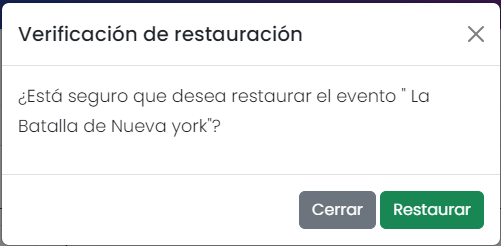 Verificación de restauración
¿Está seguro que desea restaurar el evento " La
Batalla de Nueva york"?
Cerrar
Restaurar